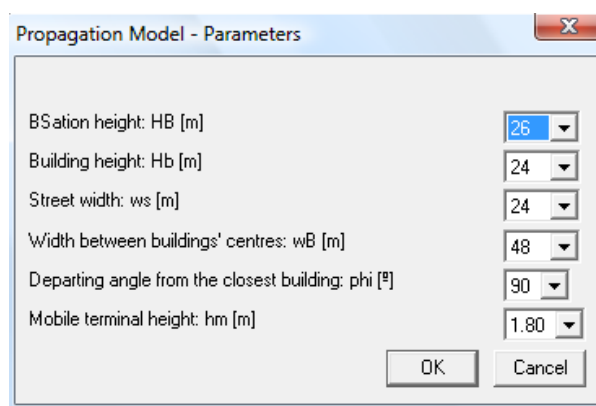 Propagation Model - Parameters
BSation height: HB [m] 26
Building height: Hb [m] 24
Street width: ws [m] 24
Width between buildings' centres: wB [m] 48
Departing angle from the closest building: phi [º] 90
Mobile terminal height: hm [m] 1.80
OK Cancel